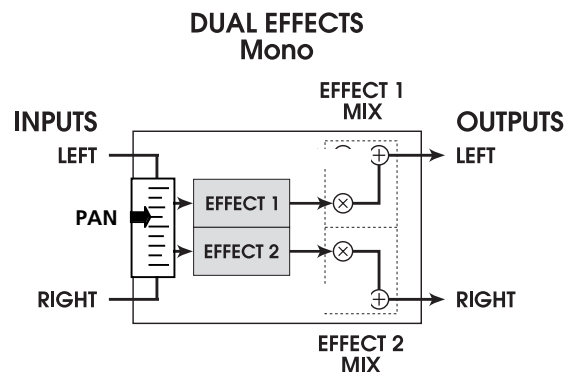 DUAL EFFECTS
Mono
EFFECT 1
MIX
INPUTS
OUTPUTS
LEFT
LEFT
EFFECT 1
PAN
EFFECT 2
RIGHT
RIGHT
EFFECT 2
MIX